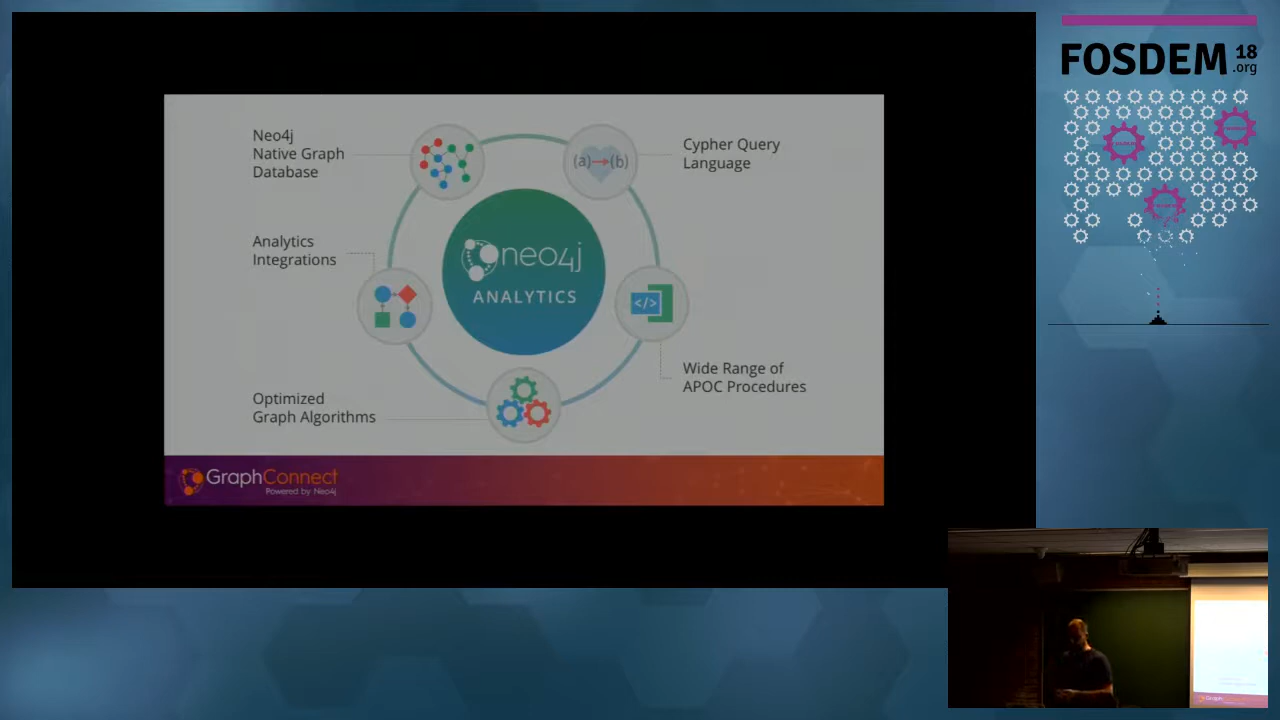 Neo4j
Native Graph
Database
Cypher Query
Language
(a)→(b)
Analytics
Integrations
neo4j
ANALYTICS
</>
Wide Range of
APOC Procedures
Optimized
Graph Algorithms
GraphConnect
Powered by Neo4j
FOSDEM 18
.org